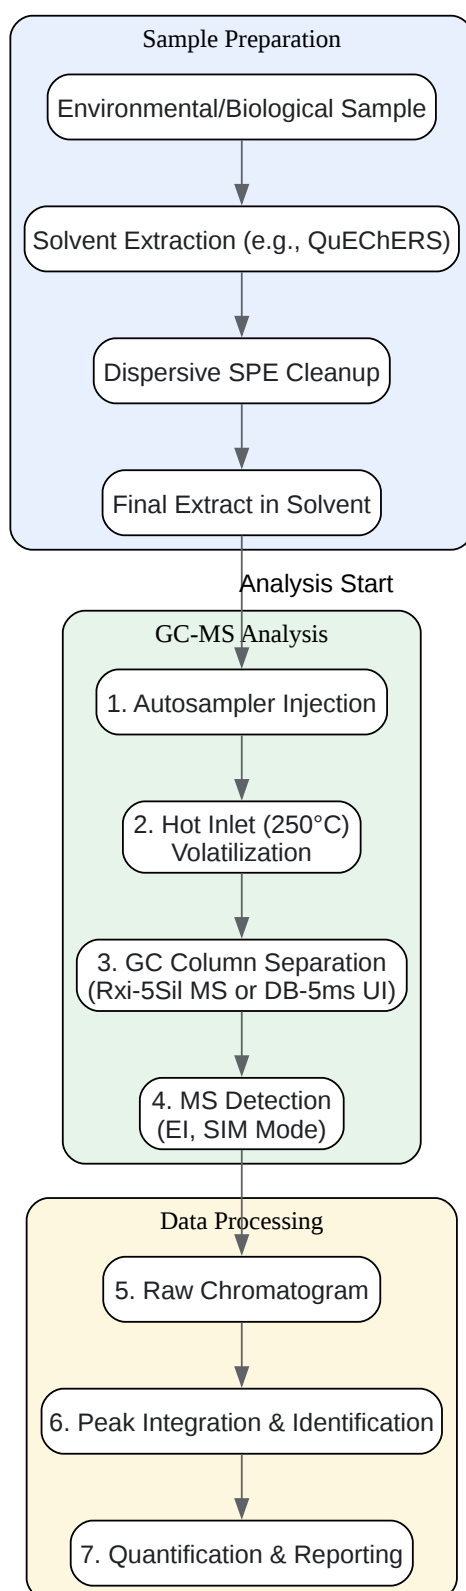 Sample Preparation
Environmental/Biological Sample
Solvent Extraction (e.g., QuEChERS)
Dispersive SPE Cleanup
Final Extract in Solvent
Analysis Start
GC-MS Analysis
1. Autosampler Injection
2. Hot Inlet (250°C)
Volatilization
3. GC Column Separation
(Rxi-5Sil MS or DB-5ms UI)
4. MS Detection
(EI, SIM Mode)
Data Processing
5. Raw Chromatogram
6. Peak Integration & Identification
7. Quantification & Reporting